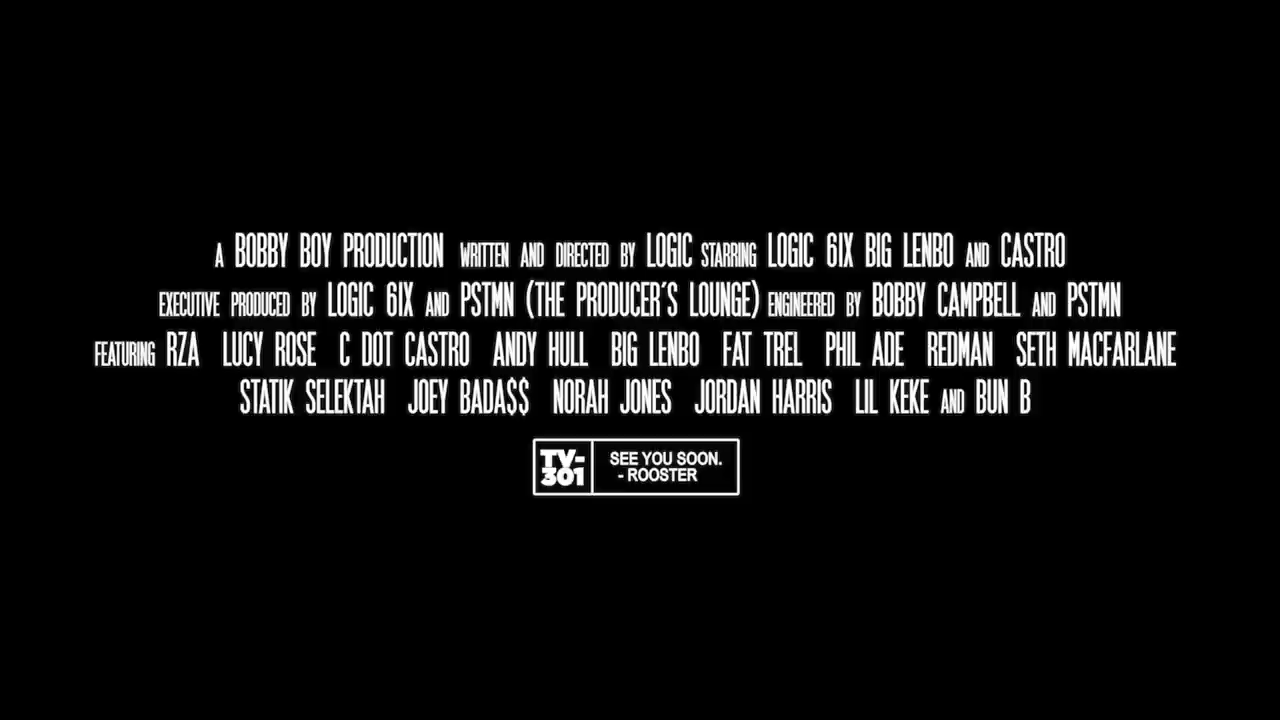 A BOBBY BOY PRODUCTION WRITTEN AND DIRECTED BY LOGIC STARRING LOGIC 6IX BIG LENBO AND CASTRO
EXECUTIVE PRODUCED BY LOGIC 6IX AND PSTMN (THE PRODUCER'S LOUNGE) ENGINEERED BY BOBBY CAMPBELL AND PSTMN
FEATURING RZA LUCY ROSE C DOT CASTRO ANDY HULL BIG LENBO FAT TREL PHIL ADE REDMAN SETH MACFARLANE
STATIK SELEKTAH JOEY BADA$$ NORAH JONES JORDAN HARRIS LIL KEKE AND BUN B
TV-
301
SEE YOU SOON.
- ROOSTER